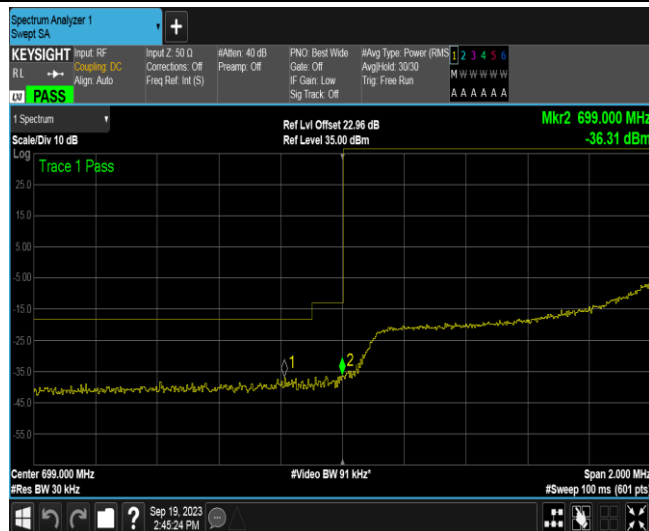 Spectrum Analyzer 1
Swept SA
+
KEYSIGHT
RL
LXI
PASS
Input: RF
Coupling: DC
Align: Auto
Input Z: 50 Ω
Corrections: Off
Freq Ref: Int (S)
#Atten: 40 dB
Preamp: Off
PNO: Best Wide
Gate: Off
IF Gain: Low
Sig Track: Off
#Avg Type: Power (RMS
Avg|Hold: 30/30
Trig: Free Run
1 2 3 4 5 6
M W W W W W
A A A A A A
1 Spectrum
Scale/Div 10 dB
Ref Lvl Offset 22.96 dB
Ref Level 35.00 dBm
Mkr2 699.000 MHz
-36.31 dBm
Log
Trace 1 Pass
25.0
15.0
5.00
-5.00
-15.0
-25.0
-35.0
-45.0
-55.0
1
2
Center 699.000 MHz
#Res BW 30 kHz
#Video BW 91 kHz*
Span 2.000 MHz
#Sweep 100 ms (601 pts)
?
Sep 19, 2023
2:45:24 PM